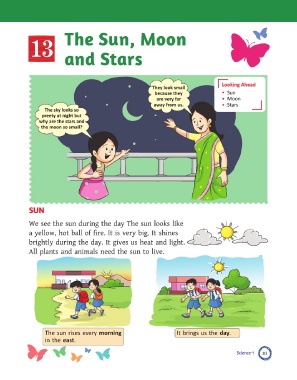 13
The Sun, Moon
and Stars
Looking Ahead
• Sun
• Moon
• Stars
The sky looks so
preety at night but
why are the stars and
the moon so small?
They look small
because they
are very far
away from us.
SUN
We see the sun during the day The sun looks like
a yellow, hot ball of fire. It is very big. It shines
brightly during the day. It gives us heat and light.
All plants and animals need the sun to live.
The sun rises every morning
in the east.
It brings us the day.
Science-1